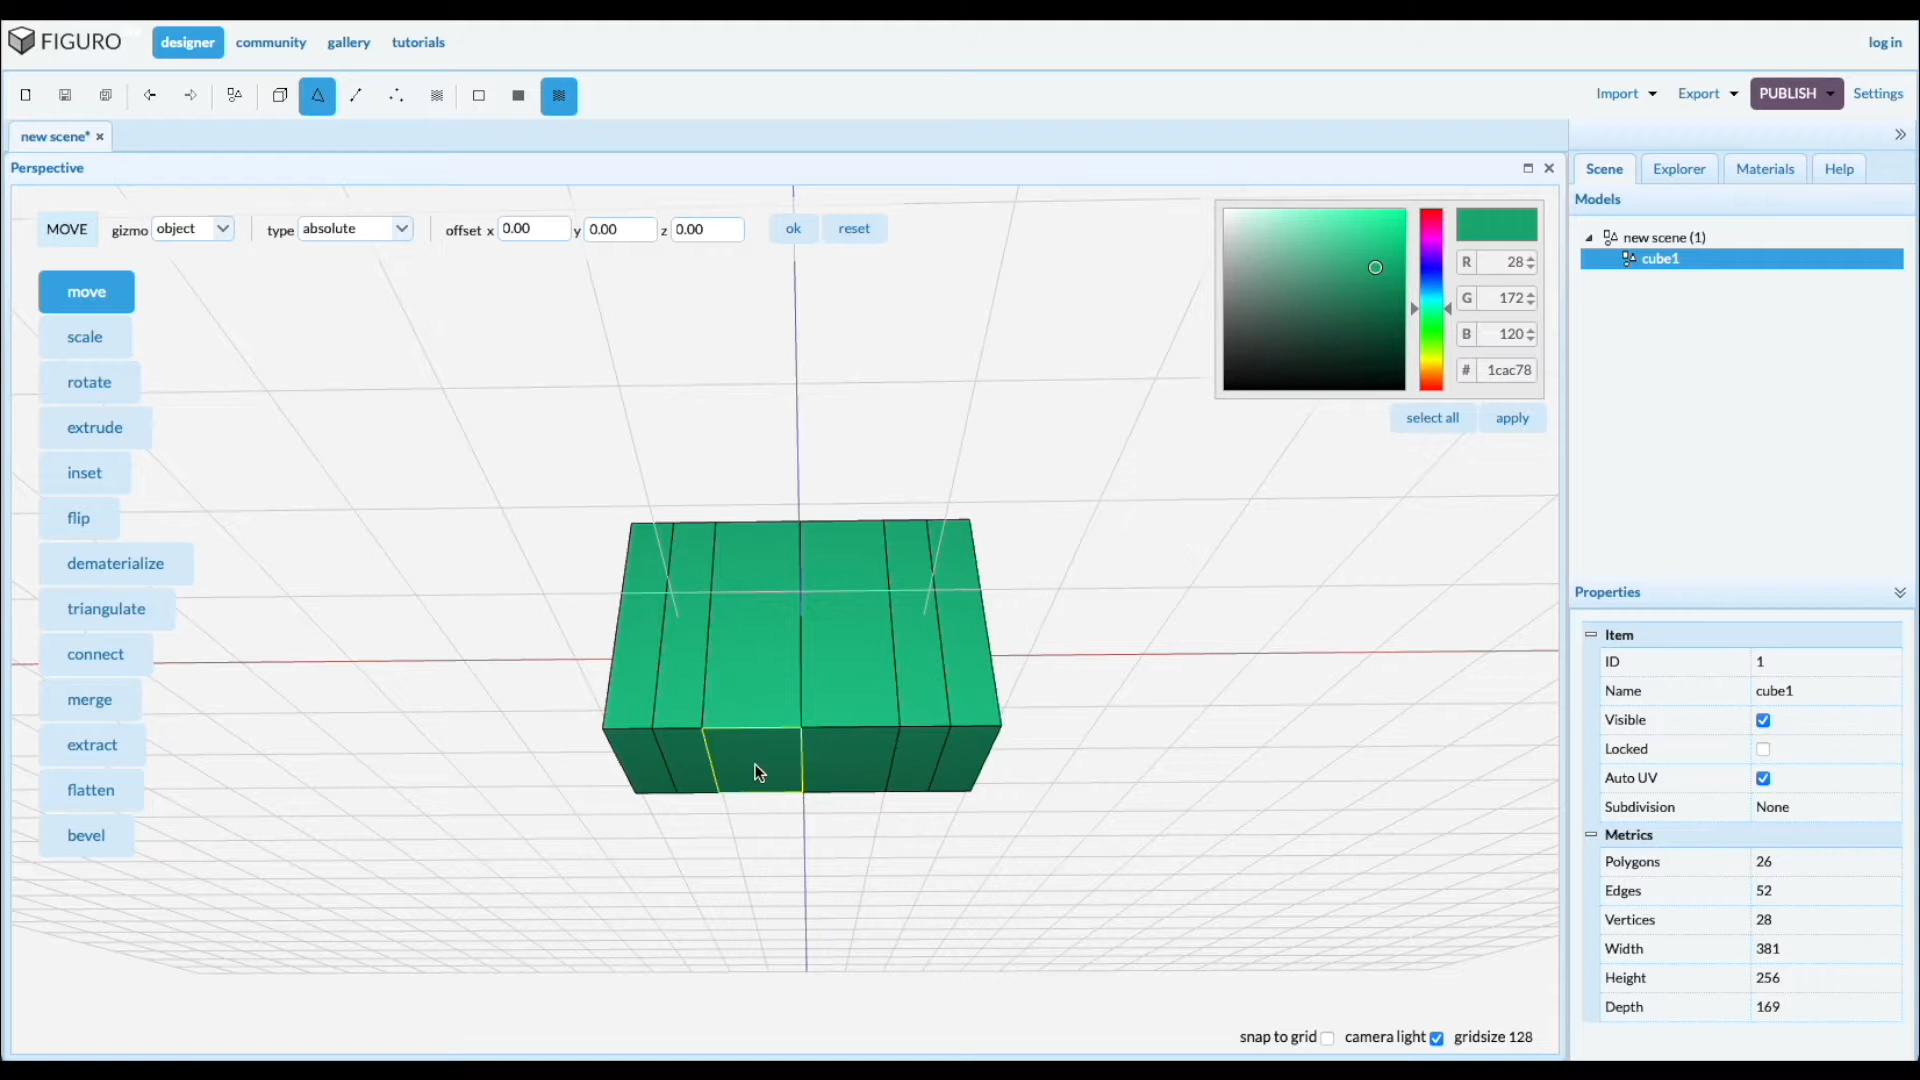 FIGURO designer community gallery tutorials log in
Import Export PUBLISH Settings
new scene*
Perspective
MOVE gizmo object type absolute offset x 0.00 y 0.00 z 0.00 ok reset
move
scale
rotate
extrude
inset
flip
dematerialize
triangulate
connect
merge
extract
flatten
bevel
R 28
G 172
B 120
# 1cac78
select all apply
snap to grid camera light gridsize 128
Scene Explorer Materials Help
Models
new scene (1)
cube1
Properties
Item
ID 1
Name cube1
Visible
Locked
Auto UV
Subdivision None
Metrics
Polygons 26
Edges 52
Vertices 28
Width 381
Height 256
Depth 169